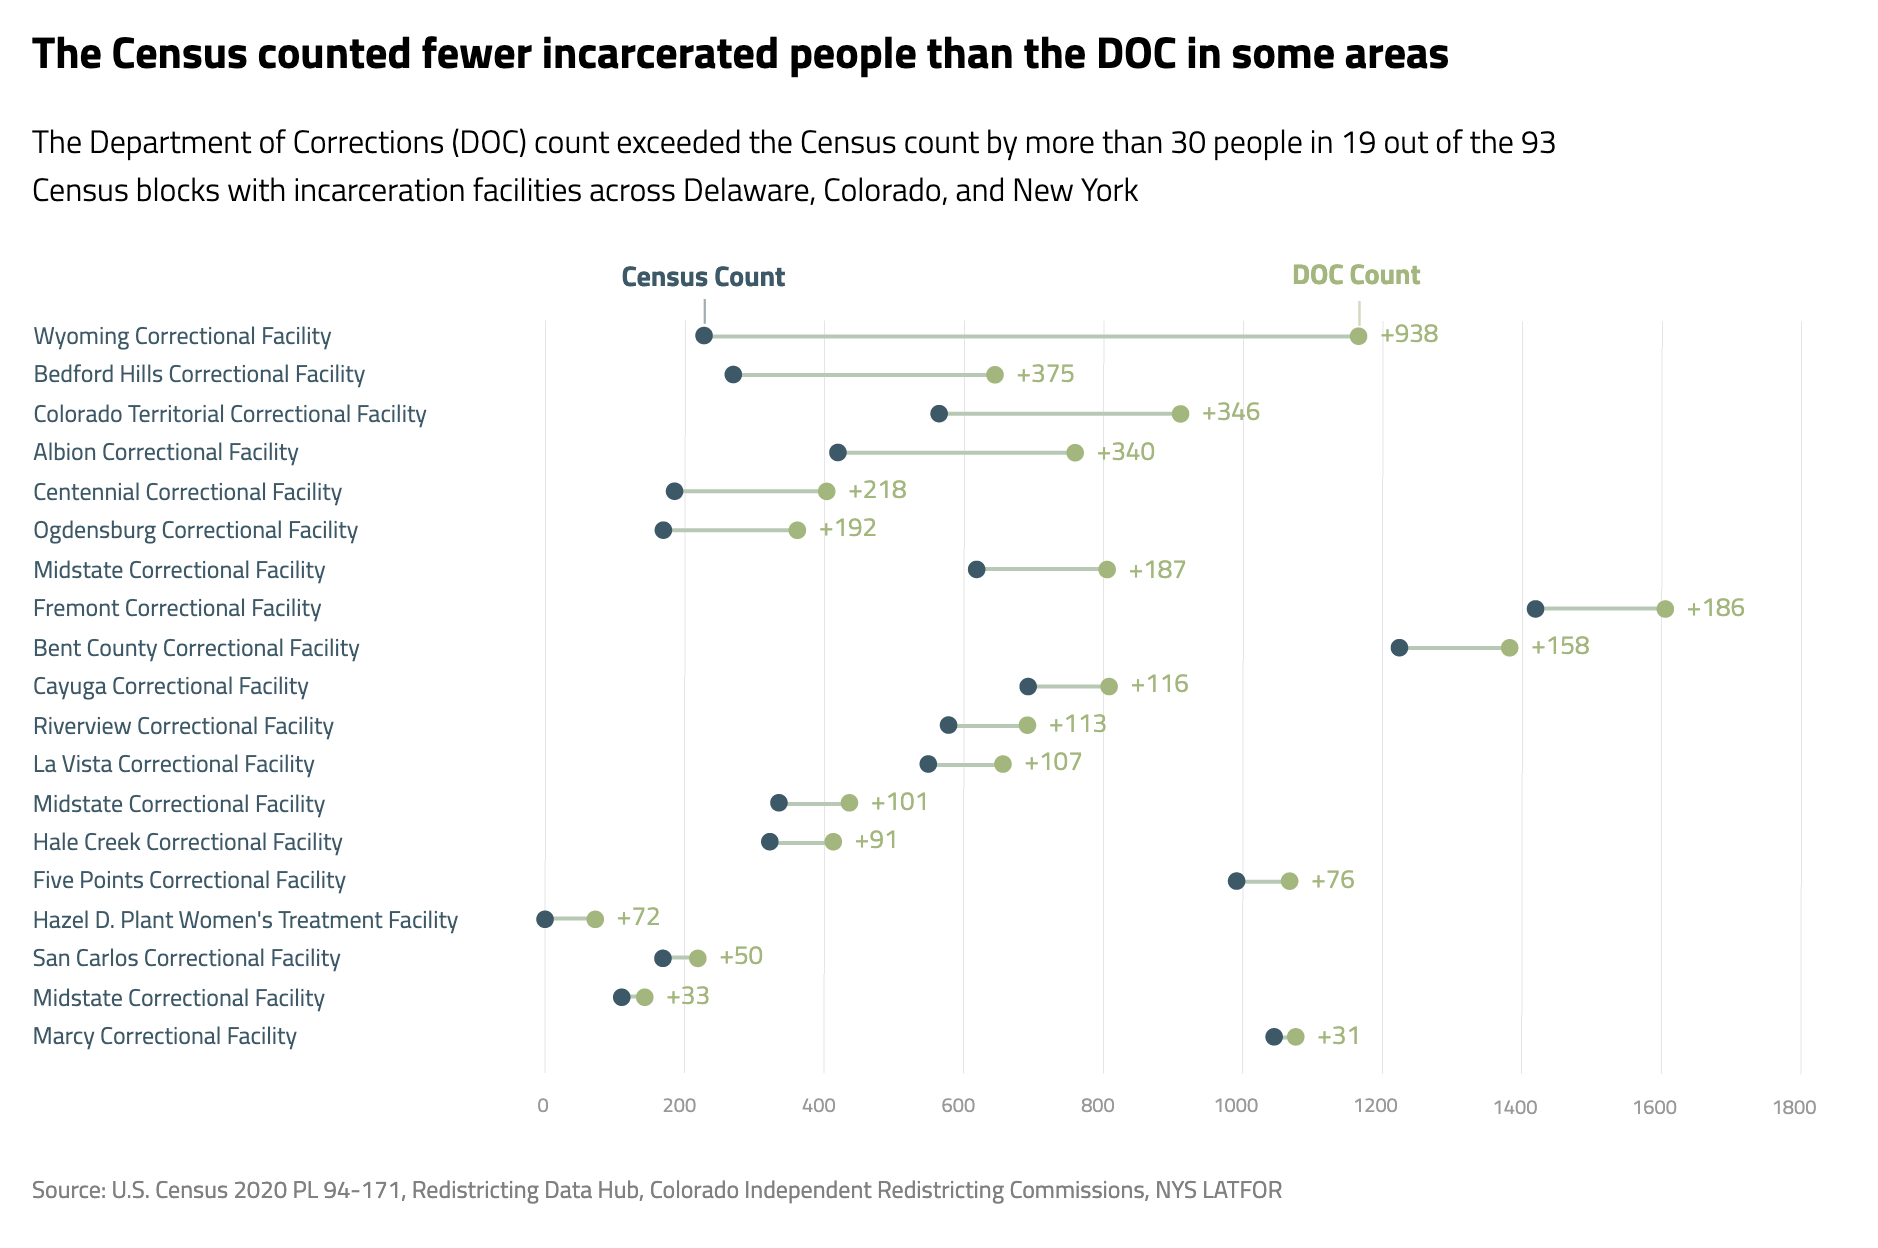 The Census counted fewer incarcerated people than the DOC in some areas
The Department of Corrections (DOC) count exceeded the Census count by more than 30 people in 19 out of the 93
Census blocks with incarceration facilities across Delaware, Colorado, and New York
Census Count
DOC Count
Wyoming Correctional Facility +938
Bedford Hills Correctional Facility +375
Colorado Territorial Correctional Facility +346
Albion Correctional Facility +340
Centennial Correctional Facility +218
Ogdensburg Correctional Facility +192
Midstate Correctional Facility +187
Fremont Correctional Facility +186
Bent County Correctional Facility +158
Cayuga Correctional Facility +116
Riverview Correctional Facility +113
La Vista Correctional Facility +107
Midstate Correctional Facility +101
Hale Creek Correctional Facility +91
Five Points Correctional Facility +76
Hazel D. Plant Women's Treatment Facility +72
San Carlos Correctional Facility +50
Midstate Correctional Facility +33
Marcy Correctional Facility +31
0 200 400 600 800 1000 1200 1400 1600 1800
Source: U.S. Census 2020 PL 94-171, Redistricting Data Hub, Colorado Independent Redistricting Commissions, NYS LATFOR